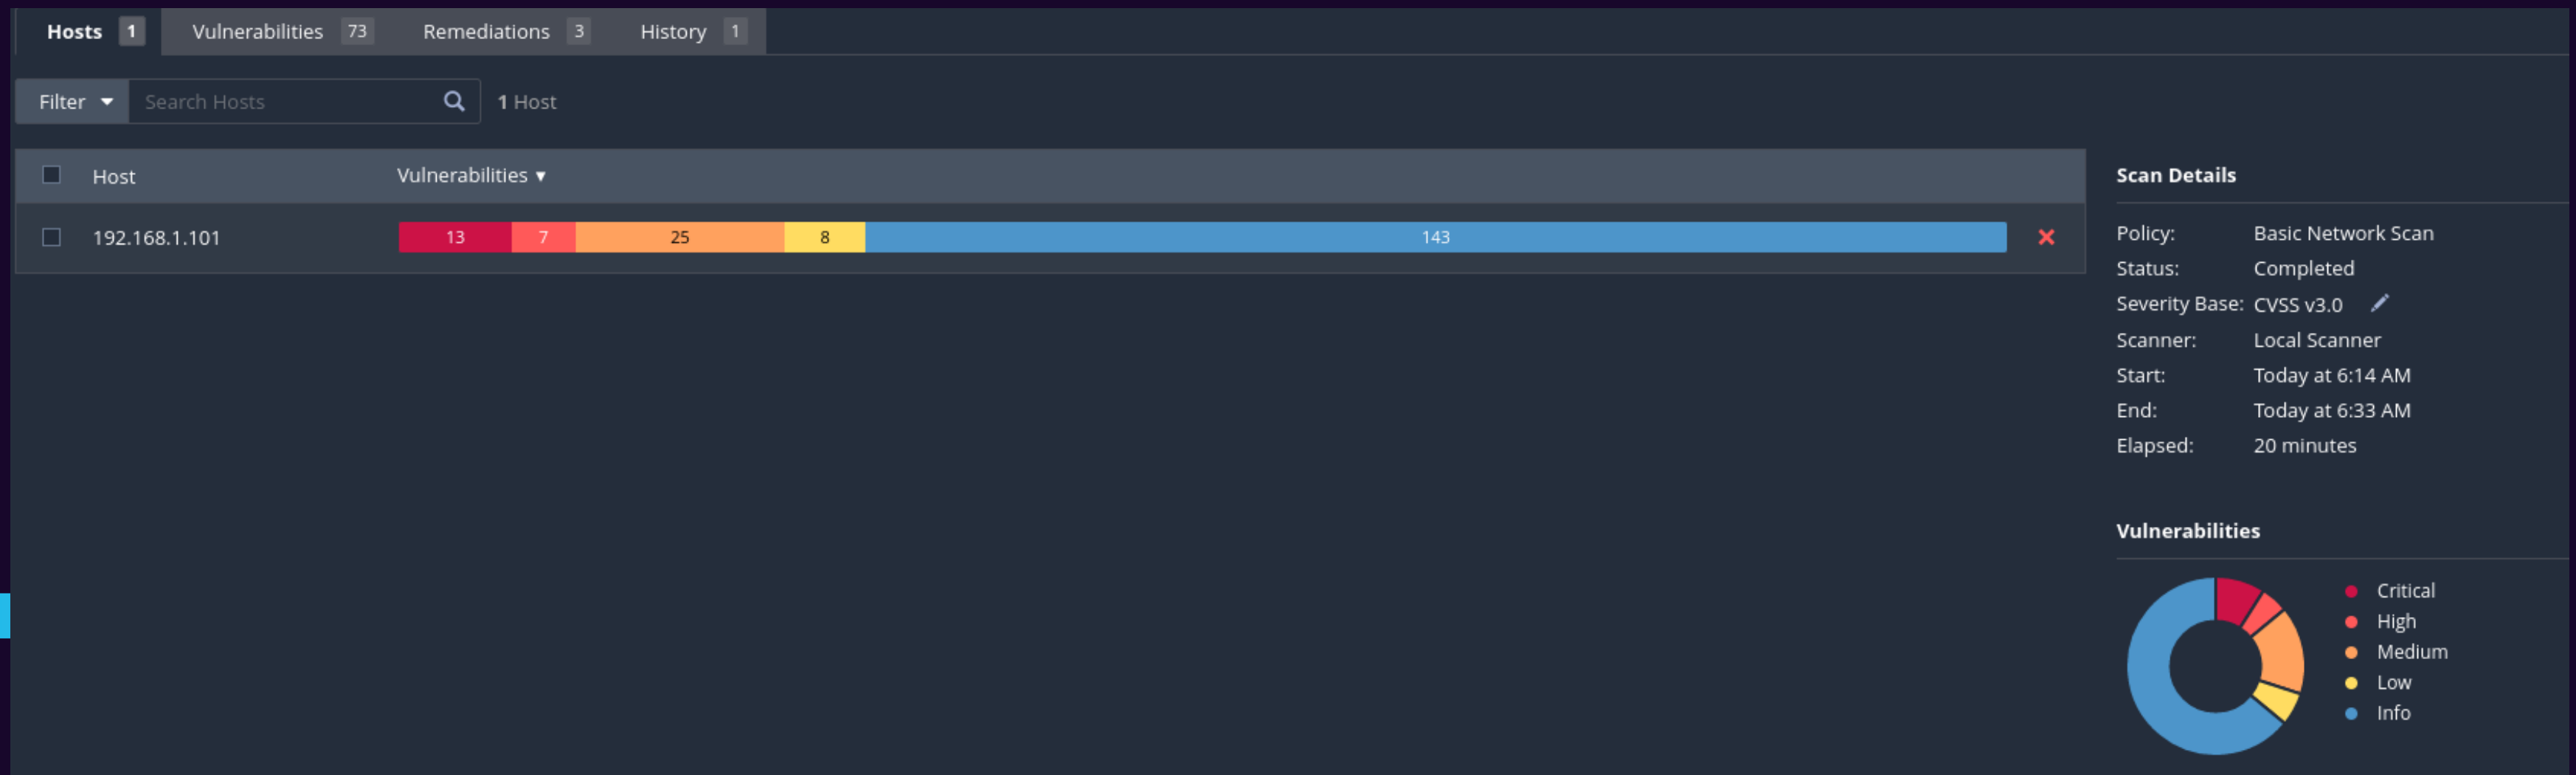 Hosts 1 Vulnerabilities 73 Remediations 3 History 1
Filter Search Hosts 1 Host
Host Vulnerabilities
192.168.1.101 13 7 25 8 143
Scan Details
Policy: Basic Network Scan
Status: Completed
Severity Base: CVSS v3.0
Scanner: Local Scanner
Start: Today at 6:14 AM
End: Today at 6:33 AM
Elapsed: 20 minutes
Vulnerabilities
Critical
High
Medium
Low
Info